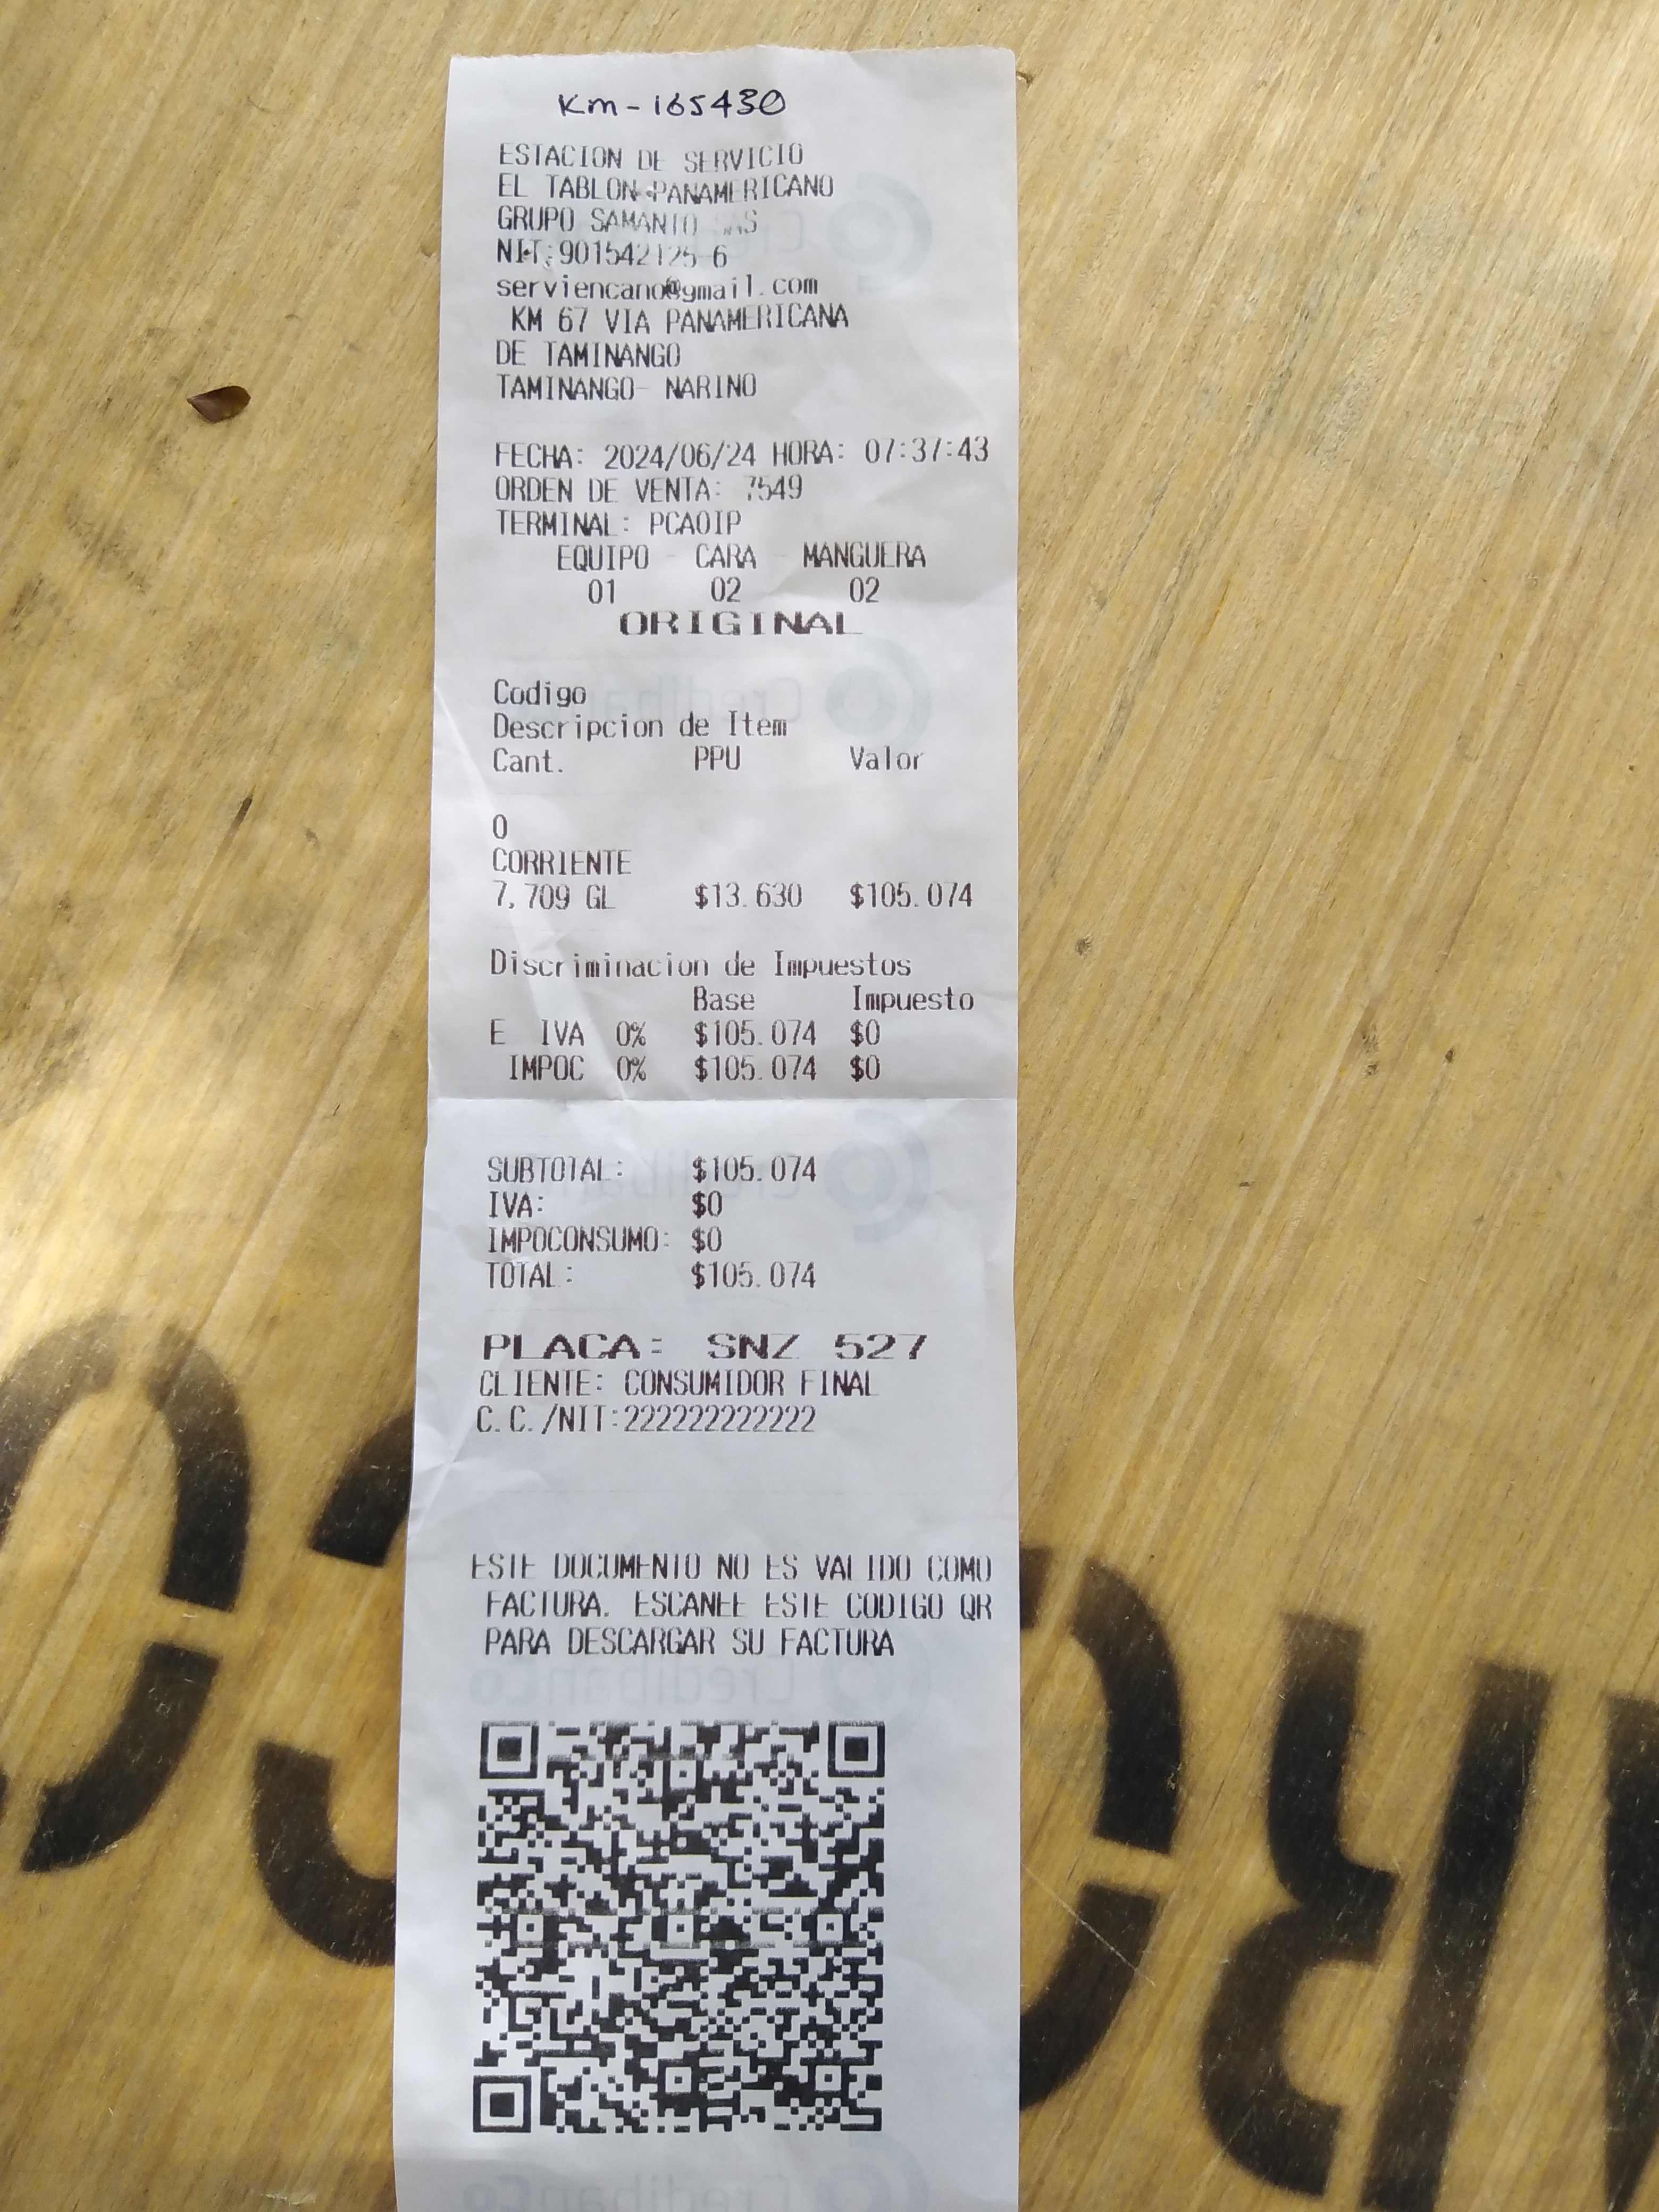 Km-165430
ESTACION DE SERVICIO
EL TABLON PANAMERICANO
GRUPO SAMANIO SAS
NIT:901542125-6
serviencano@gmail.com
KM 67 VIA PANAMERICANA
DE TAMINANGO
TAMINANGO- NARINO
FECHA: 2024/06/24 HORA: 07:37:43
ORDEN DE VENTA: 7549
TERMINAL: PCAOIP
EQUIPO - CARA - MANGUERA
01 02 02
ORIGINAL
Codigo
Descripcion de Item
Cant. PPU Valor
0
CORRIENTE
7,709 GL $13.630 $105.074
Discriminacion de Impuestos
Base Impuesto
E IVA 0% $105.074 $0
IMPOC 0% $105.074 $0
SUBTOTAL: $105.074
IVA: $0
IMPOCONSUMO: $0
TOTAL: $105.074
PLACA: SNZ 527
CLIENTE: CONSUMIDOR FINAL
C.C./NIT:222222222222
ESTE DOCUMENTO NO ES VALIDO COMO
FACTURA. ESCANEE ESTE CODIGO QR
PARA DESCARGAR SU FACTURA
CredibanCo
CredibanCo